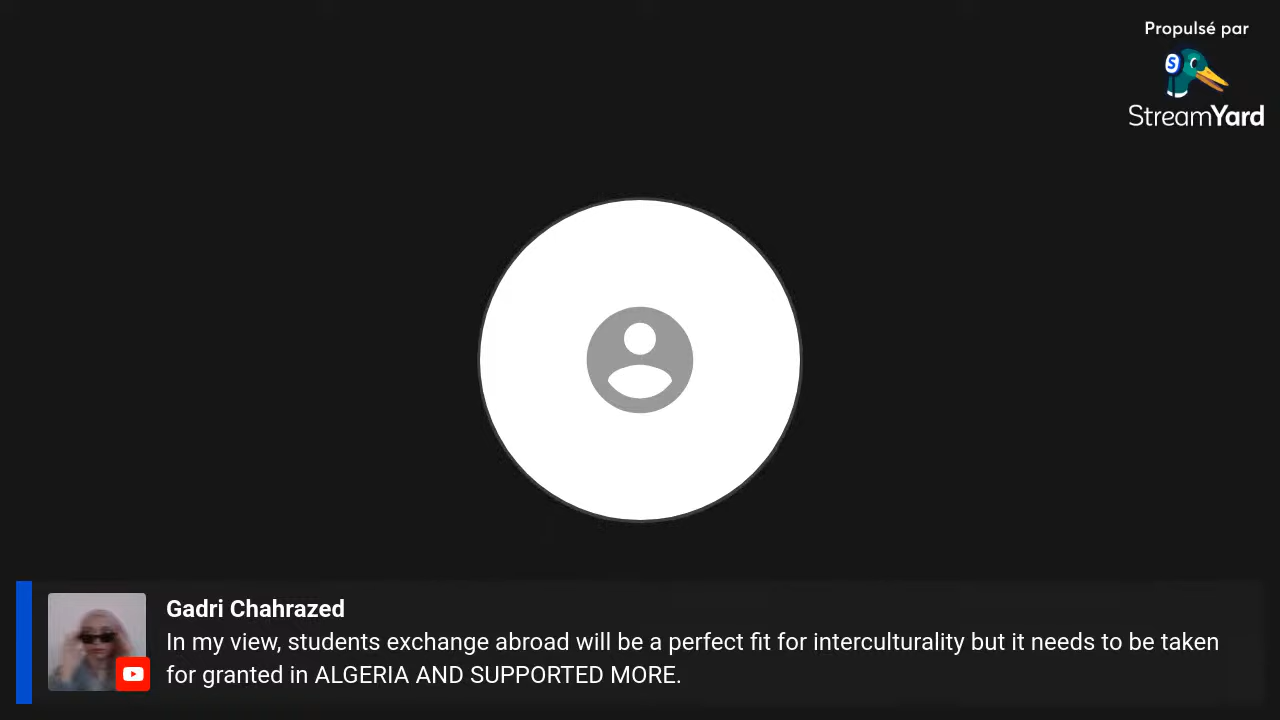 Propulsé par
S
StreamYard
Gadri Chahrazed
In my view, students exchange abroad will be a perfect fit for interculturality but it needs to be taken
for granted in ALGERIA AND SUPPORTED MORE.